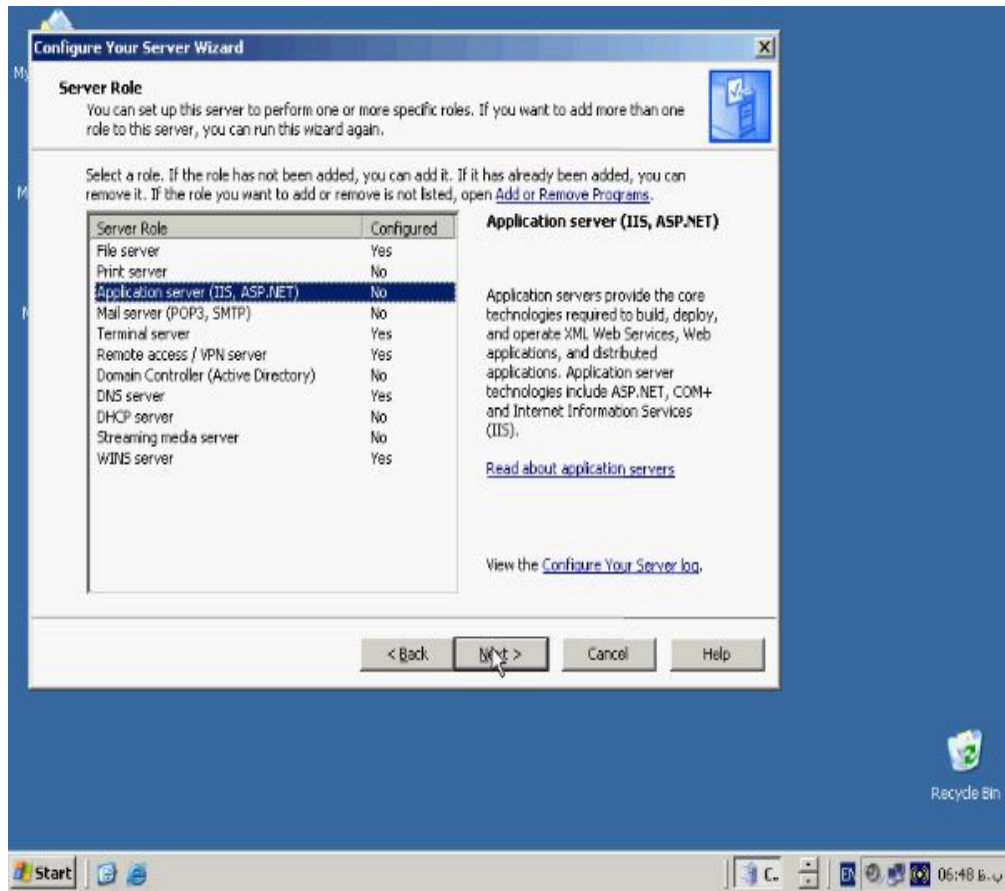 Configure Your Server Wizard
Server Role
You can set up this server to perform one or more specific roles. If you want to add more than one
role to this server, you can run this wizard again.
Select a role. If the role has not been added, you can add it. If it has already been added, you can
remove it. If the role you want to add or remove is not listed, open Add or Remove Programs.
Server Role Configured
File server Yes
Print server No
Application server (IIS, ASP.NET) No
Mail server (POP3, SMTP) No
Terminal server Yes
Remote access / VPN server Yes
Domain Controller (Active Directory) No
DNS server Yes
DHCP server No
Streaming media server No
WINS server Yes
Application server (IIS, ASP.NET)
Application servers provide the core
technologies required to build, deploy,
and operate XML Web Services, Web
applications, and distributed
applications. Application server
technologies include ASP.NET, COM+
and Internet Information Services
(IIS).
Read about application servers
View the Configure Your Server log.
< Back
Next >
Cancel
Help
Recycle Bin
Start
C..
EN
06:48 ب.ظ